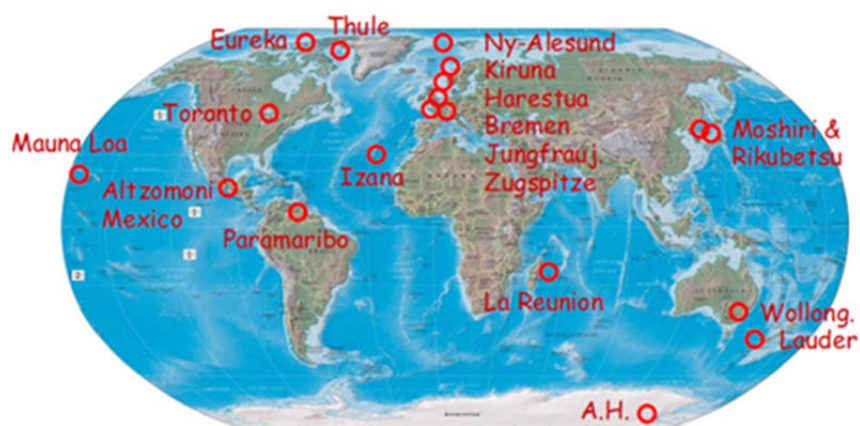 Thule
Eureka
Ny-Alesund
Kiruna
Harestua
Bremen
Jungfrauj.
Zugspitze
Toronto
Moshiri &
Rikubetsu
Mauna Loa
Izana
Altzomoni
Mexico
Paramaribo
La Reunion
Wollong.
Lauder
A.H.